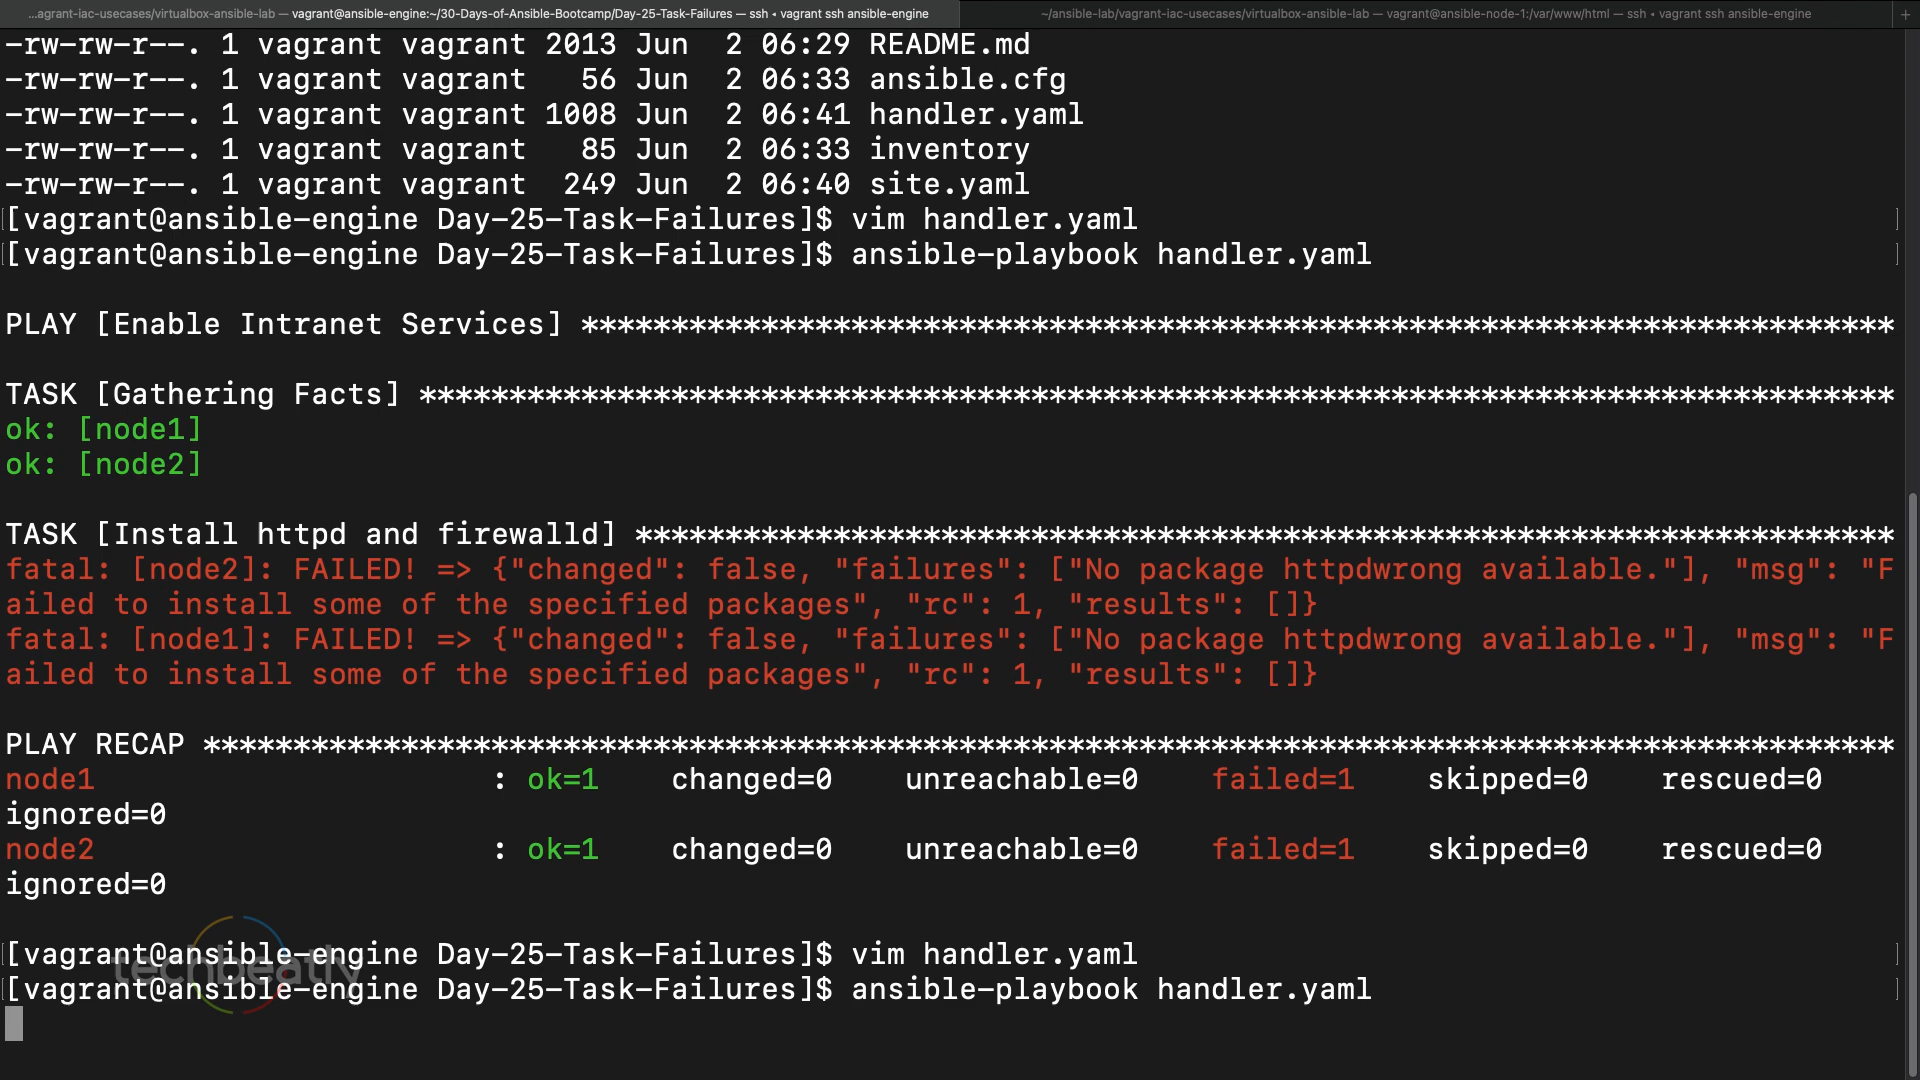 ...agrant-iac-usecases/virtualbox-ansible-lab — vagrant@ansible-engine:~/30-Days-of-Ansible-Bootcamp/Day-25-Task-Failures — ssh • vagrant ssh ansible-engine
~/ansible-lab/vagrant-iac-usecases/virtualbox-ansible-lab — vagrant@ansible-node-1:/var/www/html — ssh • vagrant ssh ansible-engine
+
-rw-rw-r--. 1 vagrant vagrant 2013 Jun  2 06:29 README.md
-rw-rw-r--. 1 vagrant vagrant   56 Jun  2 06:33 ansible.cfg
-rw-rw-r--. 1 vagrant vagrant 1008 Jun  2 06:41 handler.yaml
-rw-rw-r--. 1 vagrant vagrant   85 Jun  2 06:33 inventory
-rw-rw-r--. 1 vagrant vagrant  249 Jun  2 06:40 site.yaml
[vagrant@ansible-engine Day-25-Task-Failures]$ vim handler.yaml
[vagrant@ansible-engine Day-25-Task-Failures]$ ansible-playbook handler.yaml
PLAY [Enable Intranet Services] *************************************************************************
TASK [Gathering Facts] **********************************************************************************
ok: [node1]
ok: [node2]
TASK [Install httpd and firewalld] **********************************************************************
fatal: [node2]: FAILED! => {"changed": false, "failures": ["No package httpdwrong available."], "msg": "F
ailed to install some of the specified packages", "rc": 1, "results": []}
fatal: [node1]: FAILED! => {"changed": false, "failures": ["No package httpdwrong available."], "msg": "F
ailed to install some of the specified packages", "rc": 1, "results": []}
PLAY RECAP **********************************************************************************************
node1                      : ok=1    changed=0    unreachable=0    failed=1    skipped=0    rescued=0
ignored=0
node2                      : ok=1    changed=0    unreachable=0    failed=1    skipped=0    rescued=0
ignored=0
[vagrant@ansible-engine Day-25-Task-Failures]$ vim handler.yaml
techbeatly
[vagrant@ansible-engine Day-25-Task-Failures]$ ansible-playbook handler.yaml